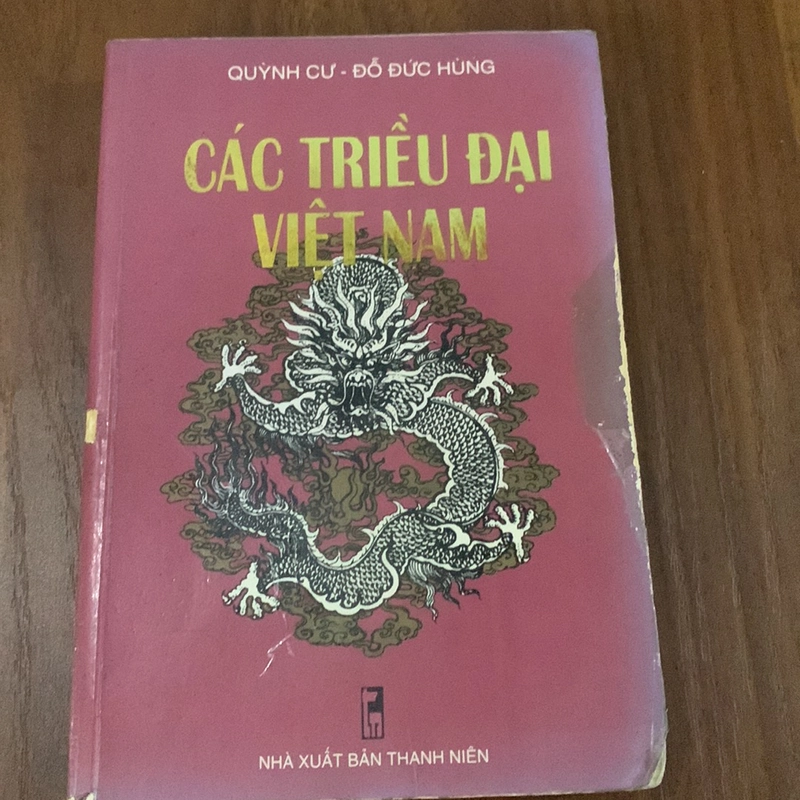 QUỲNH CƯ - ĐỖ ĐỨC HÙNG
CÁC TRIỀU ĐẠI
VIỆT NAM
NHÀ XUẤT BẢN THANH NIÊN